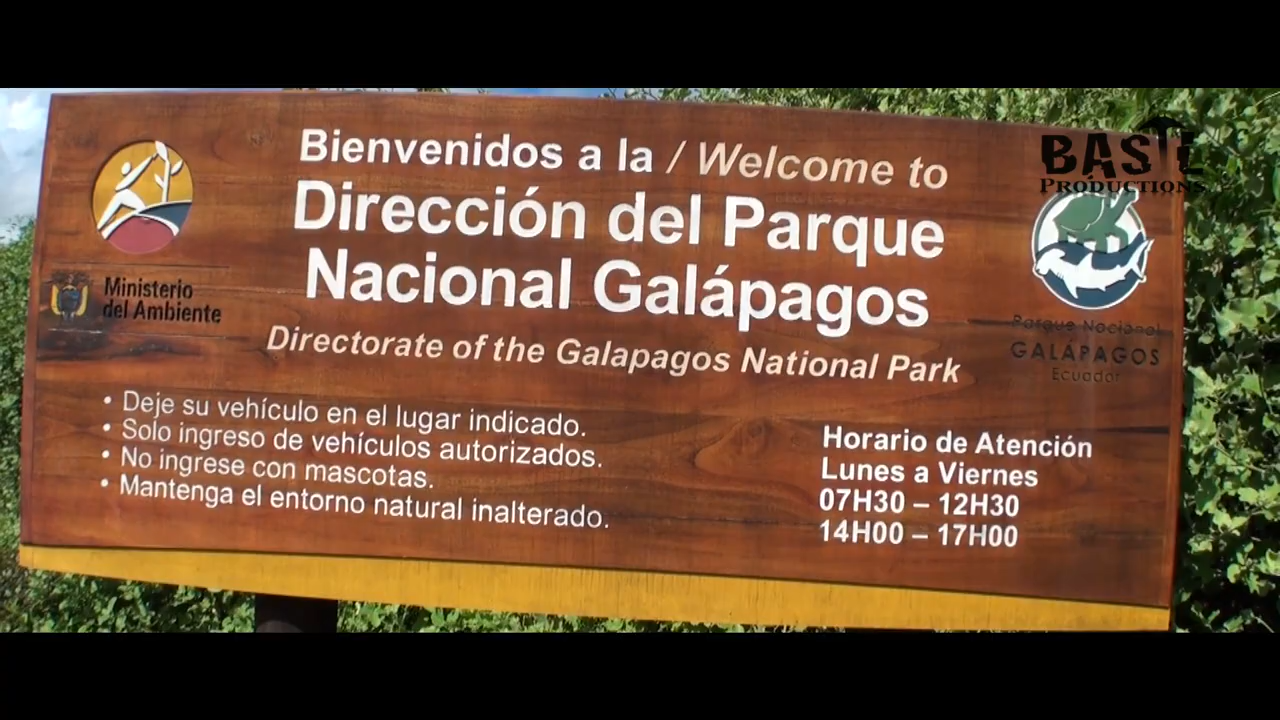 Bienvenidos a la / Welcome to
Dirección del Parque
Nacional Galápagos
Directorate of the Galapagos National Park
Ministerio
del Ambiente
BASTL
PRODUCTIONS
Parque Nacional
GALÁPAGOS
Ecuador
• Deje su vehículo en el lugar indicado.
• Solo ingreso de vehículos autorizados.
• No ingrese con mascotas.
• Mantenga el entorno natural inalterado.
Horario de Atención
Lunes a Viernes
07H30 – 12H30
14H00 – 17H00